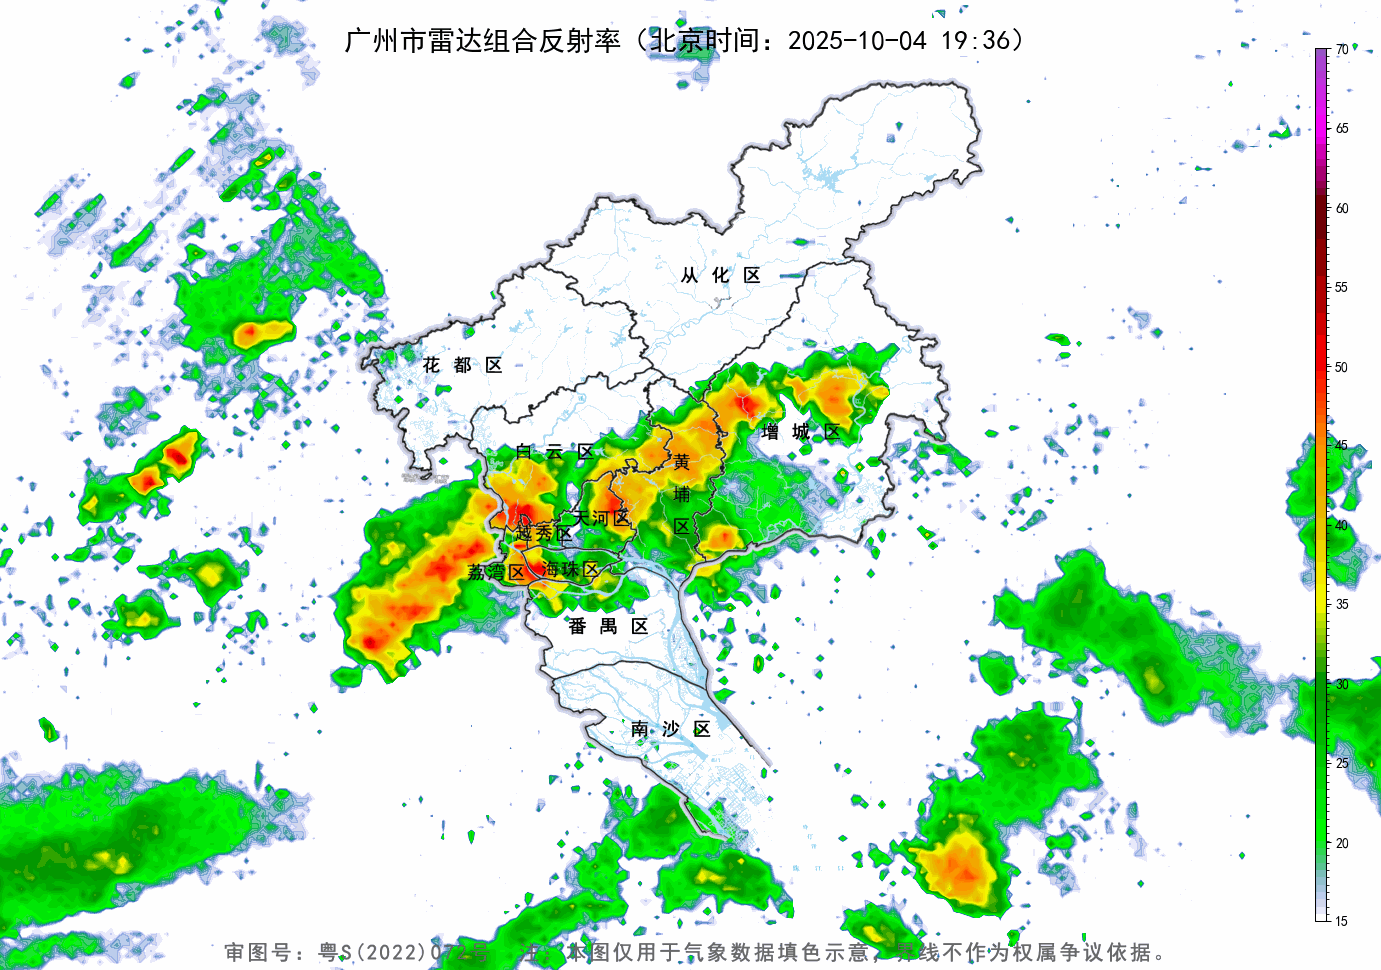 广州市雷达组合反射率（北京时间：2025-10-04 19:36）
70
65
60
55
50
45
40
35
30
25
20
15
从化区
花都区
增城区
白云区
黄埔区
天河区
越秀区
荔湾区
海珠区
番禺区
南沙区
审图号：粤S(2022)073号 注：本图仅用于气象数据填色示意，界线不作为权属争议依据。